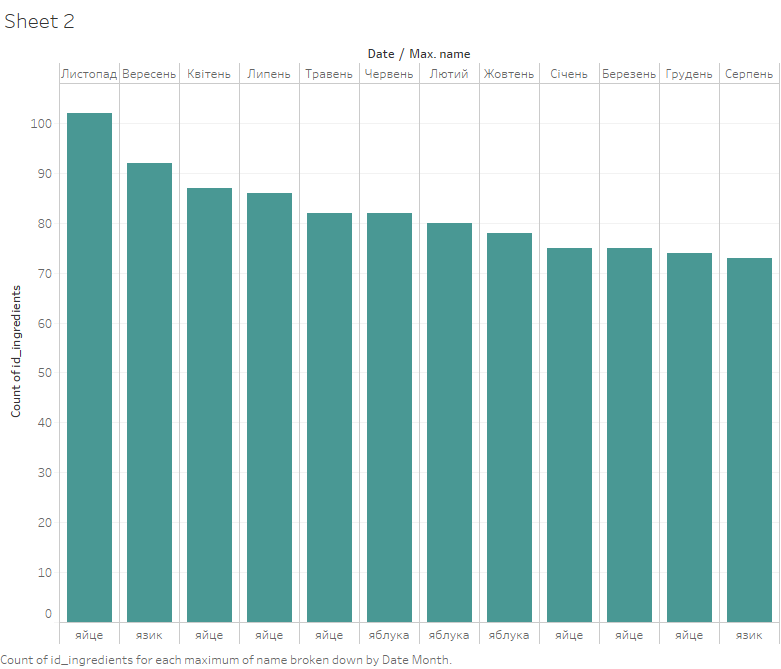 Sheet 2
Date / Max. name
Листопад Вересень Квітень Липень Травень Червень Лютий Жовтень Січень Березень Грудень Серпень
100
90
80
70
60
50
40
30
20
10
0
Count of id_ingredients
яйце язик яйце яйце яйце яблука яблука яблука яйце яйце яйце язик
Count of id_ingredients for each maximum of name broken down by Date Month.